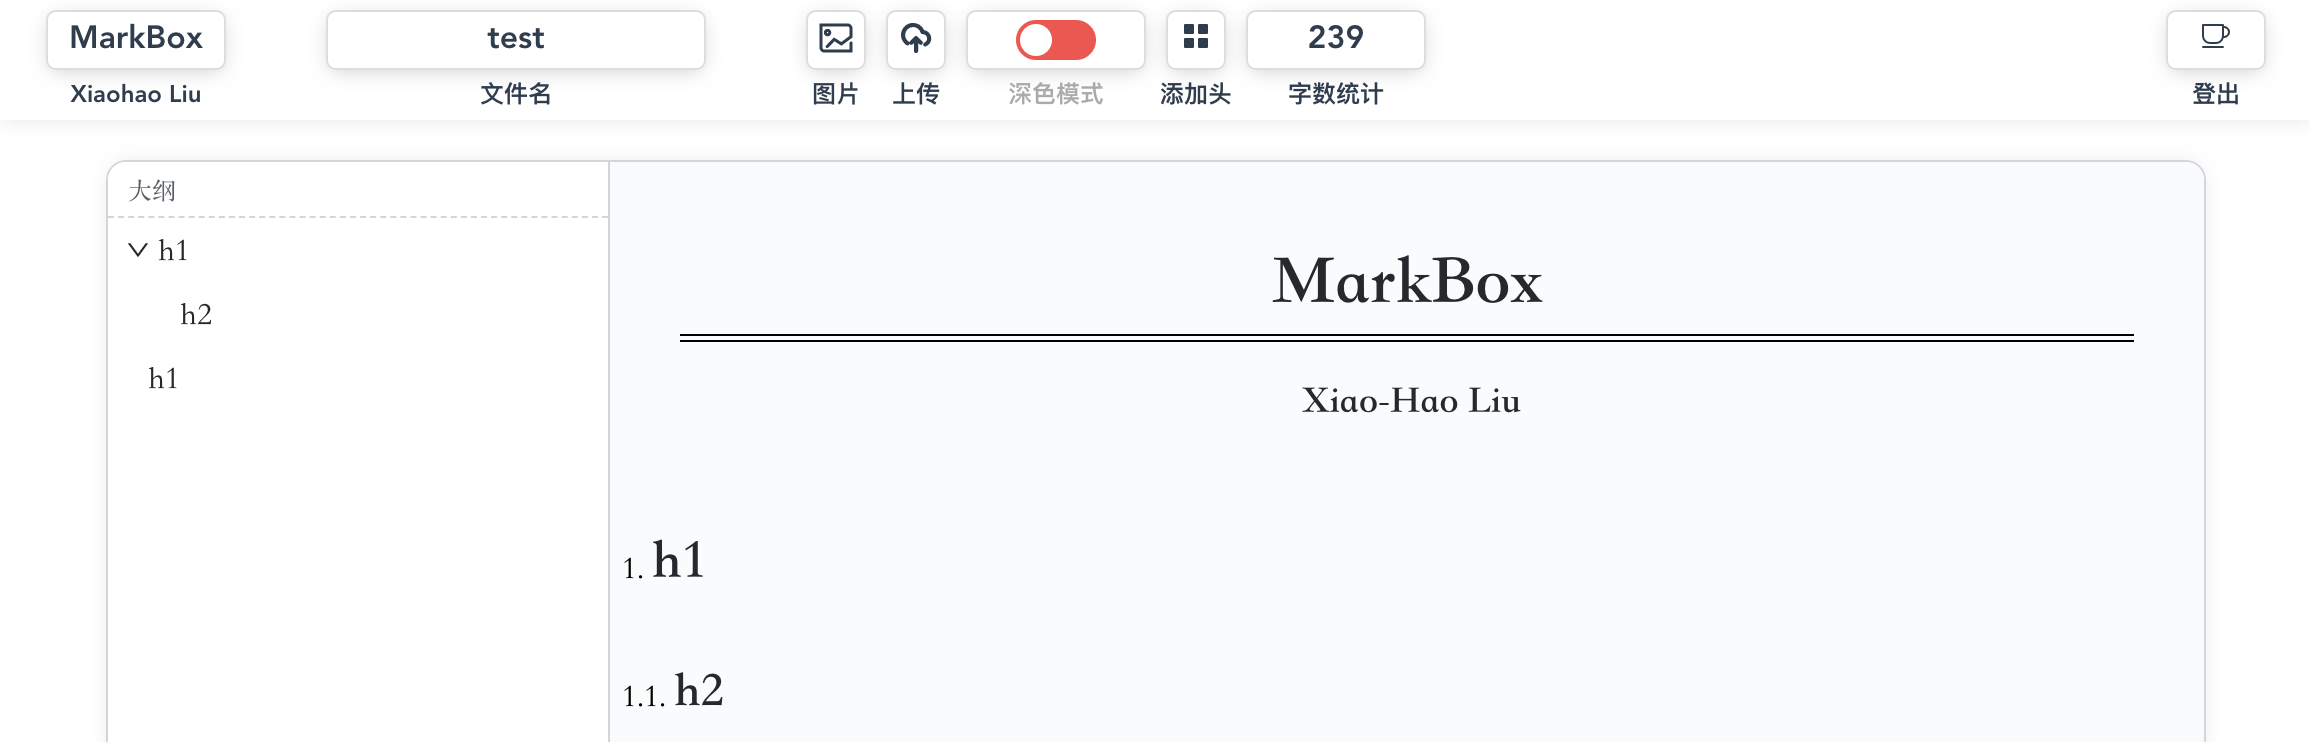 MarkBox
Xiaohao Liu
test
文件名
图片
上传
深色模式
添加头
239
字数统计
登出
大纲
h1
h2
h1
MarkBox
Xiao-Hao Liu
1. h1
1.1. h2